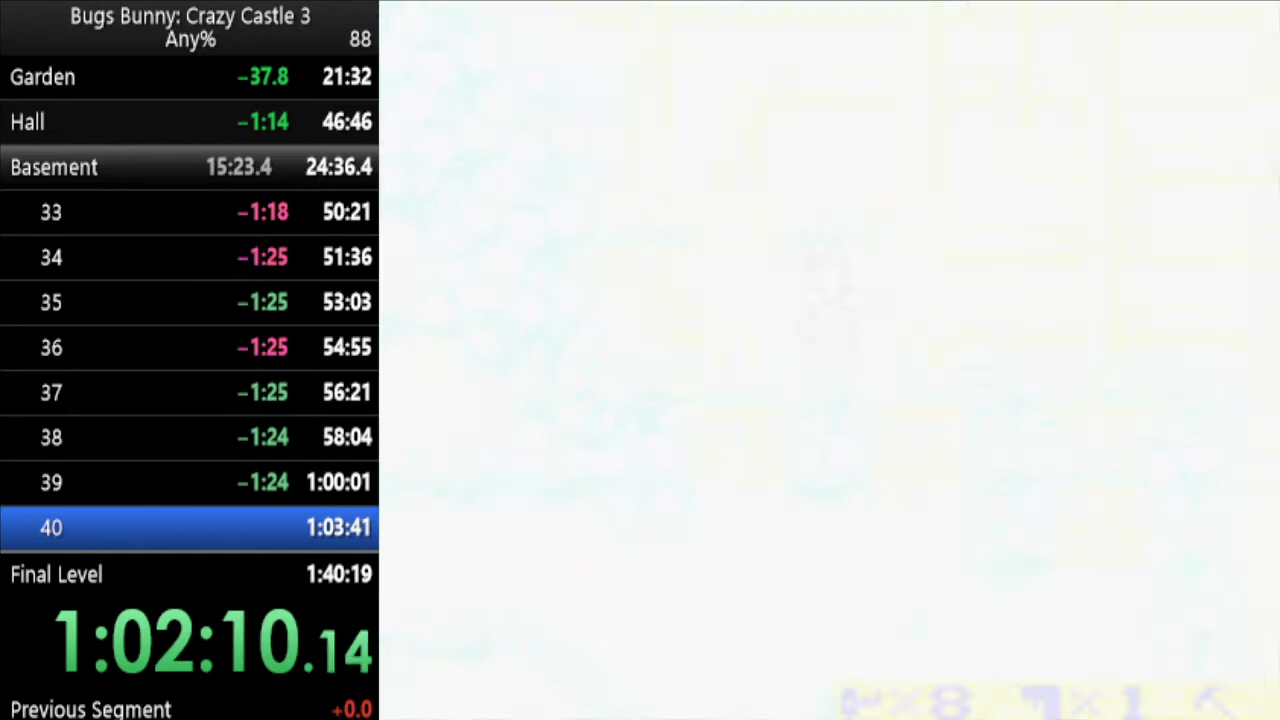 Bugs Bunny: Crazy Castle 3
Any% 88
Garden −37.8 21:32
Hall −1:14 46:46
Basement 15:23.4 24:36.4
33 −1:18 50:21
34 −1:25 51:36
35 −1:25 53:03
36 −1:25 54:55
37 −1:25 56:21
38 −1:24 58:04
39 −1:24 1:00:01
40 1:03:41
Final Level 1:40:19
1:02:10.14
Previous Segment +0.0
×8 ×1